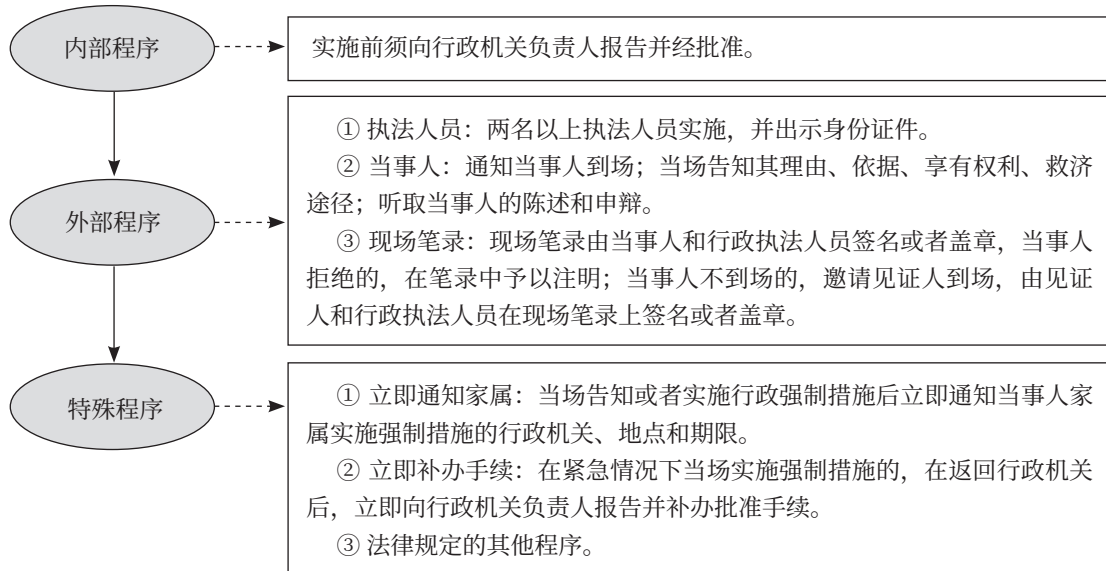 内部程序
实施前须向行政机关负责人报告并经批准。
外部程序
① 执法人员：两名以上执法人员实施，并出示身份证件。
② 当事人：通知当事人到场；当场告知其理由、依据、享有权利、救济
途径；听取当事人的陈述和申辩。
③ 现场笔录：现场笔录由当事人和行政执法人员签名或者盖章，当事人
拒绝的，在笔录中予以注明；当事人不到场的，邀请见证人到场，由见证
人和行政执法人员在现场笔录上签名或者盖章。
特殊程序
① 立即通知家属：当场告知或者实施行政强制措施后立即通知当事人家
属实施强制措施的行政机关、地点和期限。
② 立即补办手续：在紧急情况下当场实施强制措施的，在返回行政机关
后，立即向行政机关负责人报告并补办批准手续。
③ 法律规定的其他程序。